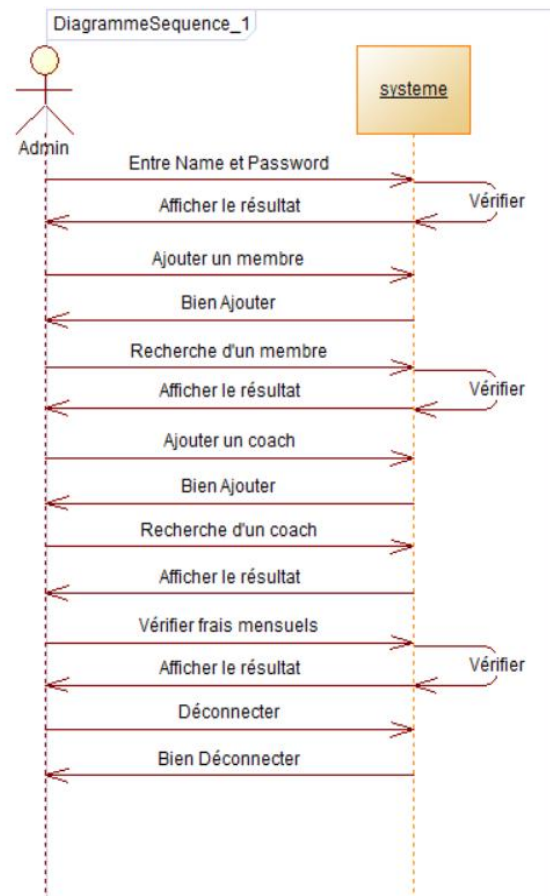 DiagrammeSequence_1
systeme
Admin
Entre Name et Password
Vérifier
Afficher le résultat
Ajouter un membre
Bien Ajouter
Recherche d'un membre
Vérifier
Afficher le résultat
Ajouter un coach
Bien Ajouter
Recherche d'un coach
Afficher le résultat
Vérifier frais mensuels
Vérifier
Afficher le résultat
Déconnecter
Bien Déconnecter